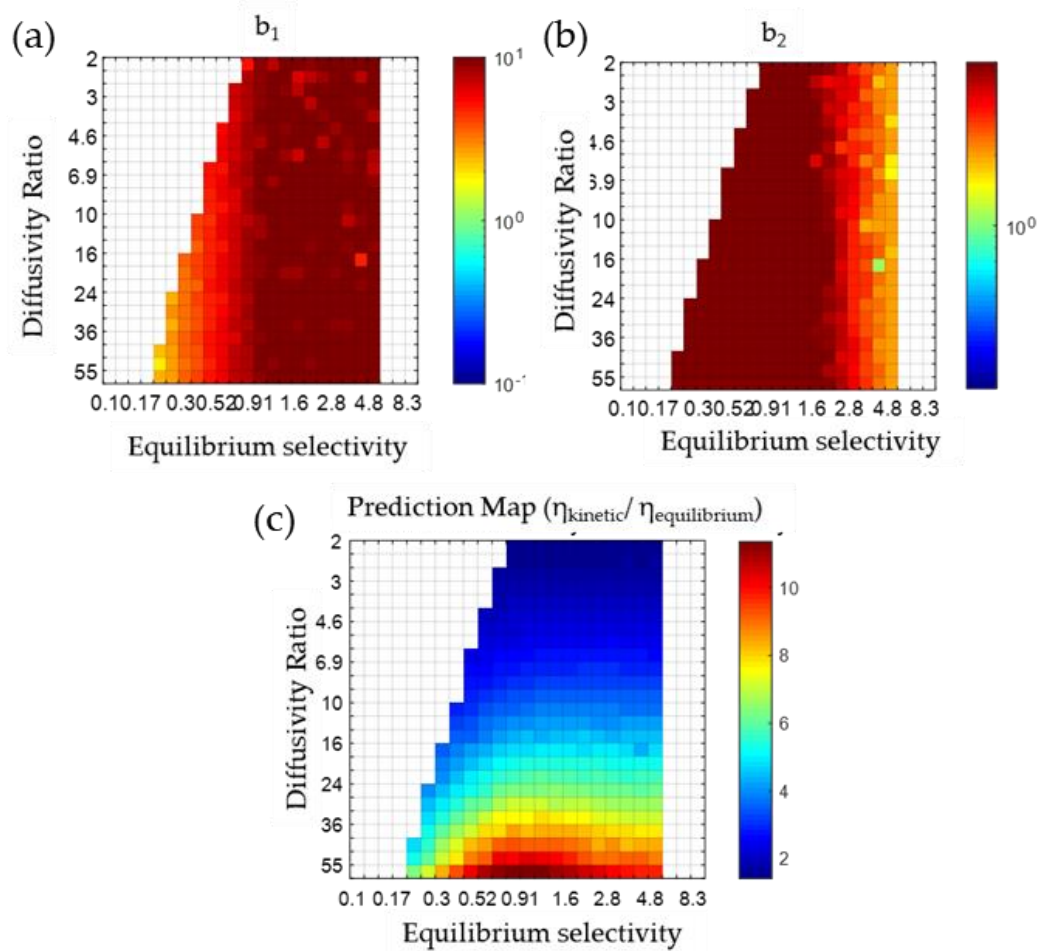 (a)
b1
Diffusivity Ratio
2
3
4.6
6.9
10
16
24
36
55
0.10 0.17 0.30 0.52 0.91 1.6 2.8 4.8 8.3
Equilibrium selectivity
10^1
10^0
10^-1
(b)
b2
Diffusivity Ratio
2
3
4.6
6.9
10
16
24
36
55
0.10 0.17 0.30 0.52 0.91 1.6 2.8 4.8 8.3
Equilibrium selectivity
10^0
(c)
Prediction Map (ηkinetic/ ηequilibrium)
Diffusivity Ratio
2
3
4.6
6.9
10
16
24
36
55
0.1 0.17 0.3 0.52 0.91 1.6 2.8 4.8 8.3
Equilibrium selectivity
10
8
6
4
2